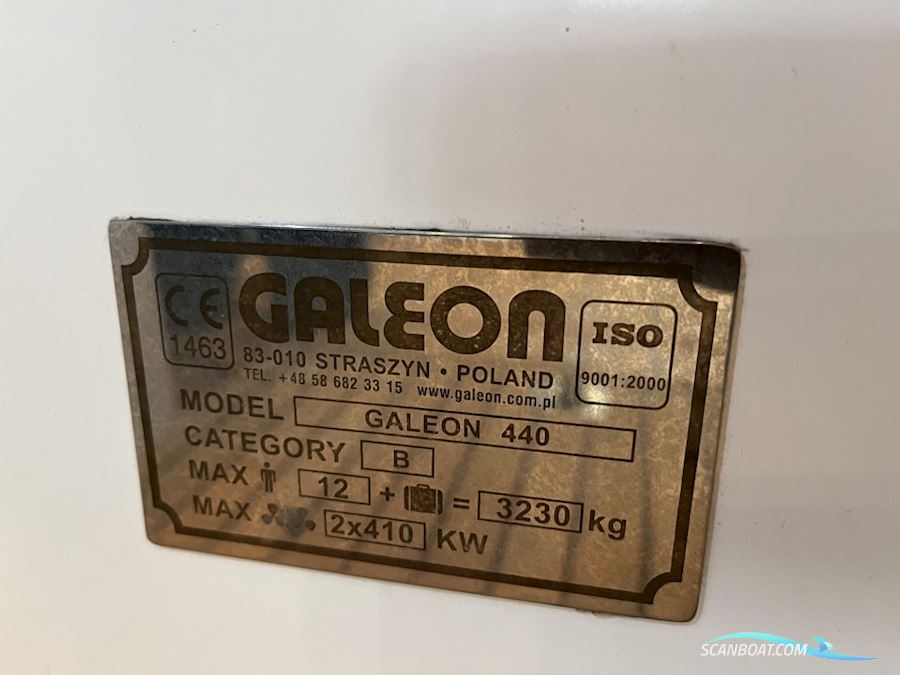 CE
1463
GALEON
83-010 STRASZYN • POLAND
TEL. +48 58 682 33 15 www.galeon.com.pl
ISO
9001:2000
MODEL GALEON 440
CATEGORY B
MAX 12 + = 3230 kg
MAX 2x410 KW
SCANBOAT.COM